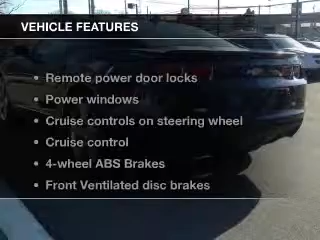 VEHICLE FEATURES
• Remote power door locks
• Power windows
• Cruise controls on steering wheel
• Cruise control
• 4-wheel ABS Brakes
• Front Ventilated disc brakes